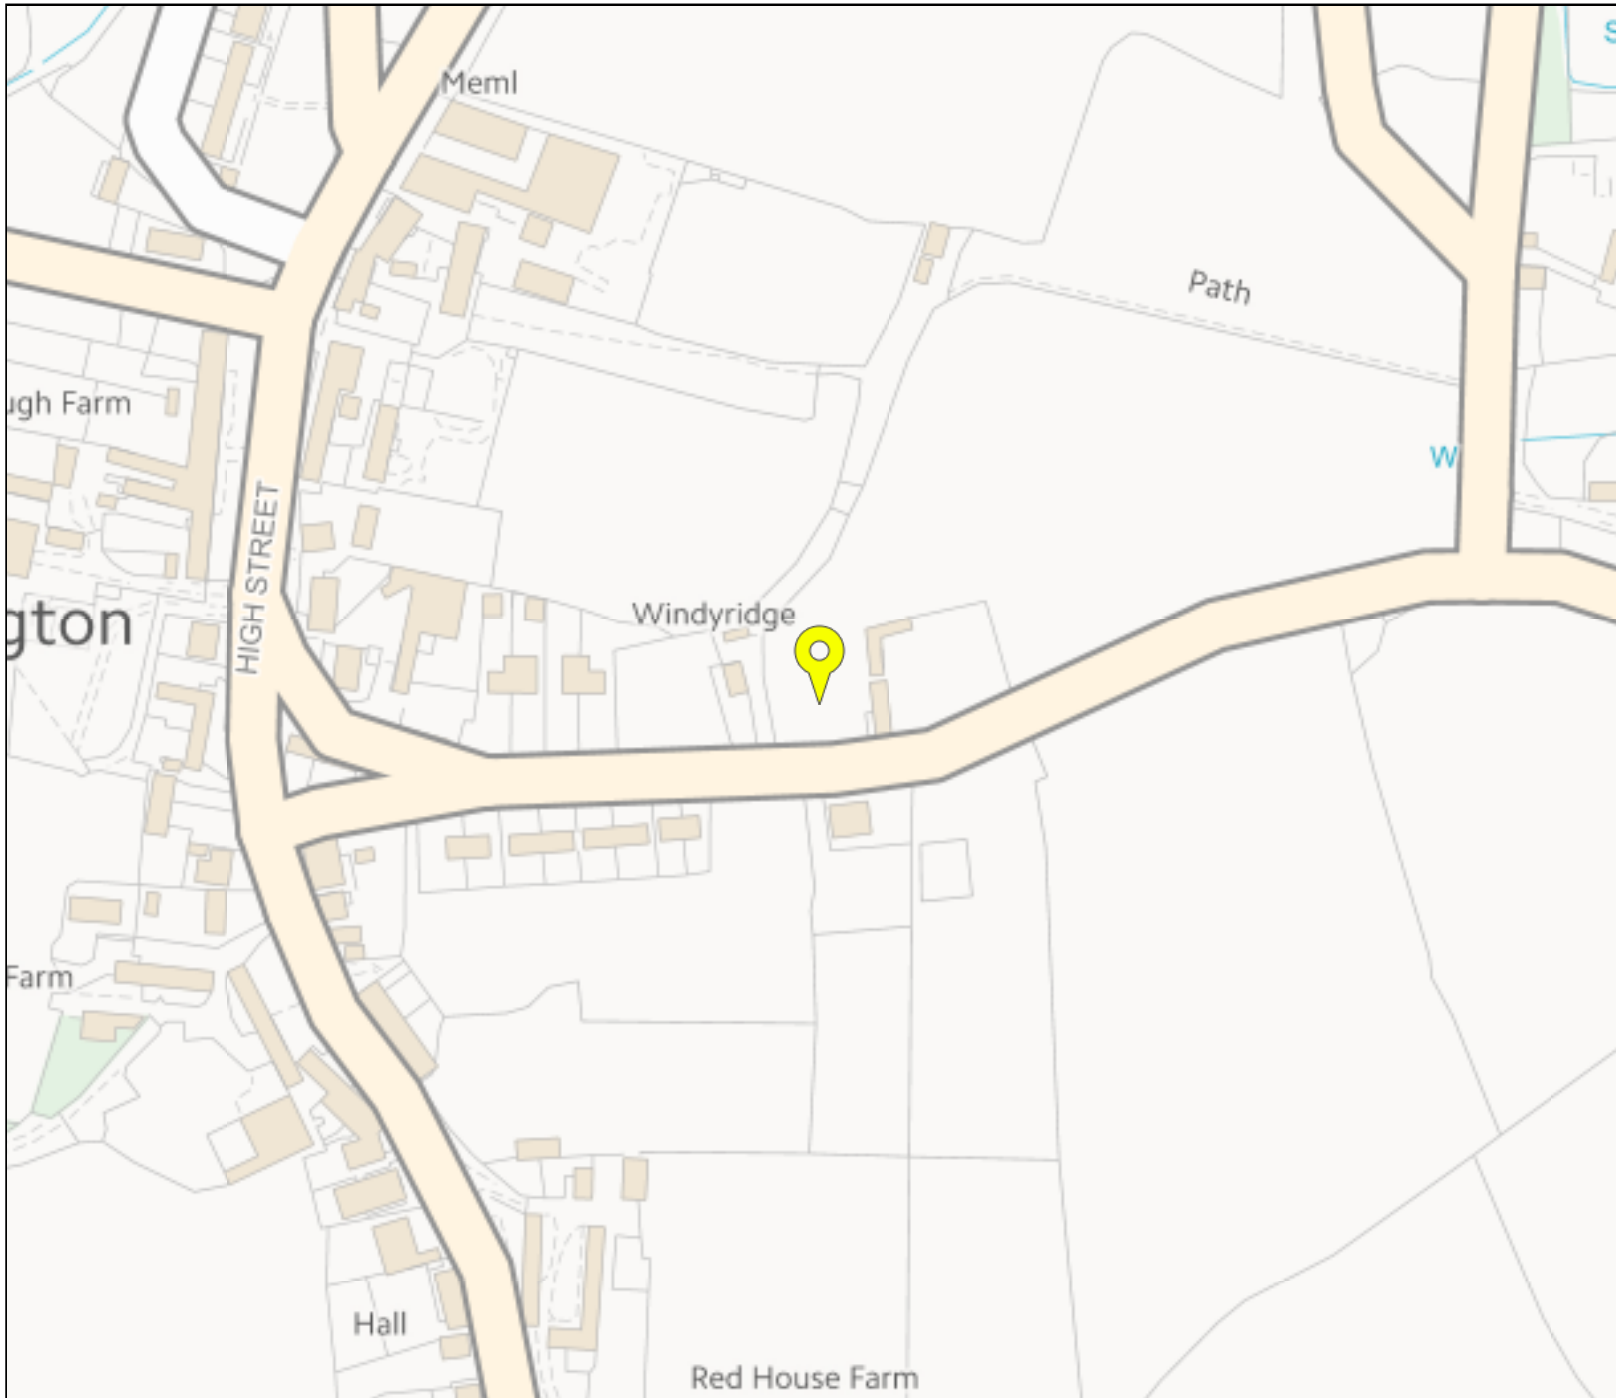 Meml
Path
ugh Farm
W
HIGH STREET
gton
Windyridge
Farm
Hall
Red House Farm
S